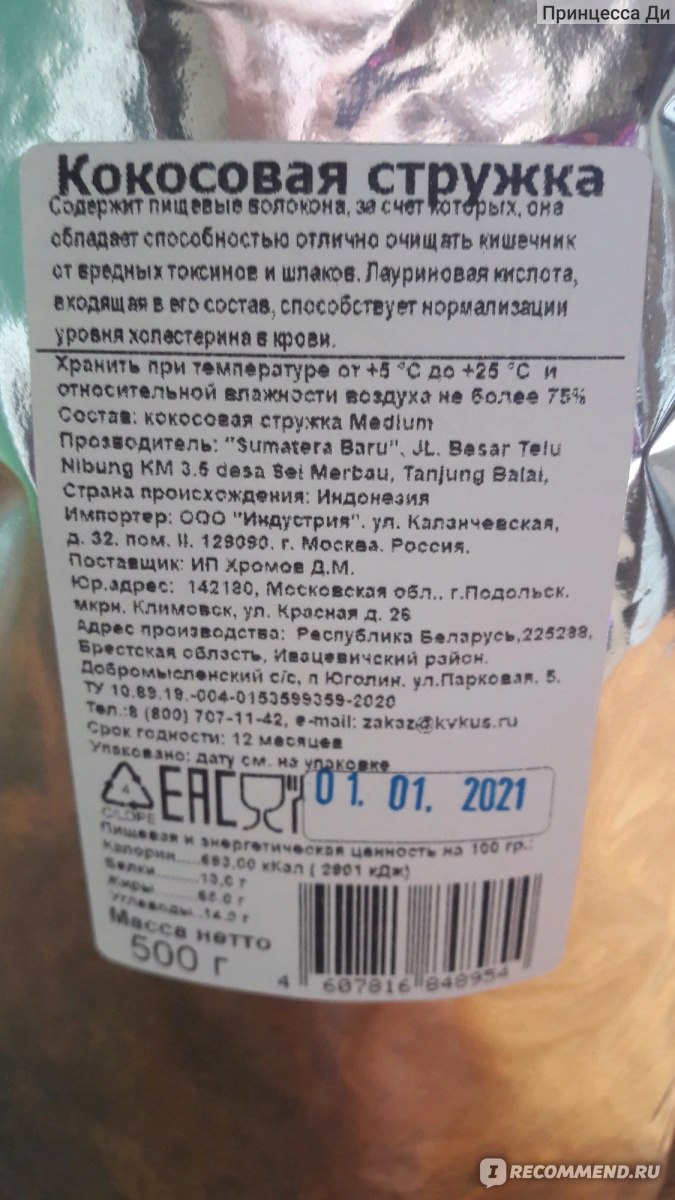 Принцесса Ди
Кокосовая стружка
Содержит пищевые волокона, за счет которых, она
обладает способностью отлично очищать кишечник
от вредных токсинов и шлаков. Лауриновая кислота,
входящая в его состав, способствует нормализации
уровня холестерина в крови.
Хранить при температуре от +5 °С до +25 °С и
относительной влажности воздуха не более 75%
Состав: кокосовая стружка Medium
Прозводитель: "Sumatera Baru". JL. Besar Telu
Nibung KM 3.5 desa Sei Merbau, Tanjung Balai,
Страна происхождения: Индонезия
Импортер: ООО "Индустрия". ул. Каланчевская,
д. 32. пом. II. 129090. г. Москва. Россия.
Поставщик: ИП Хромов Д.М.
Юр.адрес: 142180, Московская обл., г.Подольск.
мкрн. Климовск, ул. Красная д. 26
Адрес производства: Республика Беларусь,225288,
Брестская область, Ивацевичский район.
Добромысленский с/с, п Юголин. ул.Парковая. 5.
ТУ 10.89.19.-004-0153599359-2020
Тел.:8 (800) 707-11-42, e-mail: zakaz@kvkus.ru
Срок годности: 12 месяцев
Упаковано: дату см. на упаковке
4
C/LDPE
EAC
01. 01. 2021
Пищевая и энергетическая ценность на 100 гр.:
Калории....693,00 кКал ( 2901 кДж)
Белки.........13,0 г
Жиры
Углеводы..14.0 г
Масса нетто
500 г
4 607816 848954
IRECOMMEND.RU